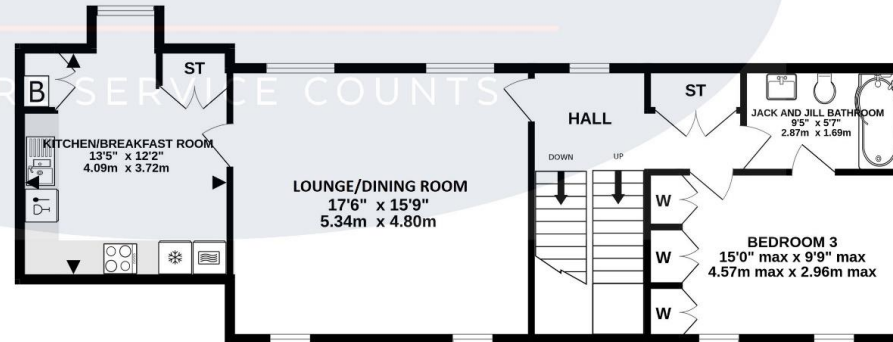 SERVICE COUNTS
B
ST
KITCHEN/BREAKFAST ROOM
13'5" x 12'2"
4.09m x 3.72m
LOUNGE/DINING ROOM
17'6" x 15'9"
5.34m x 4.80m
HALL
DOWN
UP
ST
JACK AND JILL BATHROOM
9'5" x 5'7"
2.87m x 1.69m
W
W
W
BEDROOM 3
15'0" max x 9'9" max
4.57m max x 2.96m max